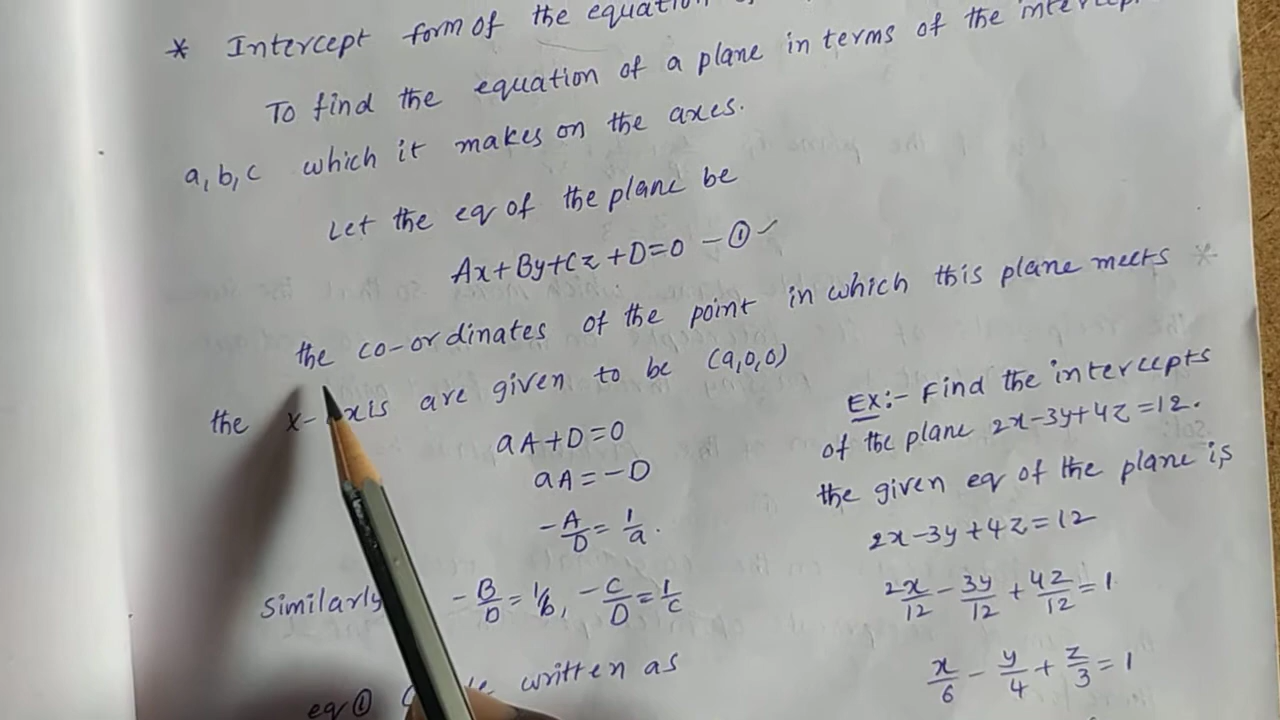 * Intercept form of the equation
To find the equation of a plane in terms of the
a, b, c which it makes on the axes.
Let the eq of the plane be
Ax+By+Cz+D=0 -①
the co-ordinates of the point in which this plane meets *
the x-axis are given to be (a,0,0)
aA+D=0
aA=-D
-A/D = 1/a.
Similarly -B/D = 1/b, -C/D = 1/c
eq ① written as
EX:- Find the intercepts
of the plane 2x-3y+4z=12.
the given eq of the plane is
2x-3y+4z=12
2x/12 - 3y/12 + 4z/12 = 1
x/6 - y/4 + z/3 = 1